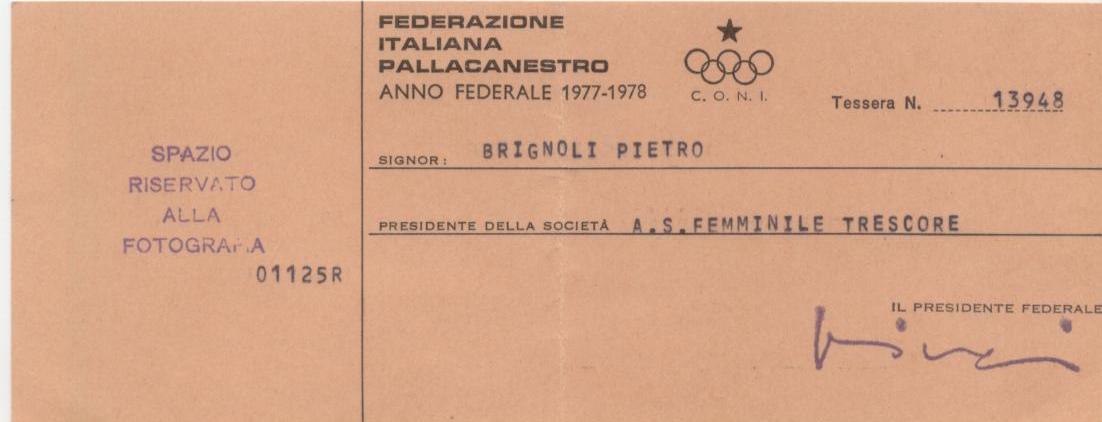 FEDERAZIONE
ITALIANA
PALLACANESTRO
ANNO FEDERALE 1977-1978
C. O. N. I.
Tessera N. 13948
SIGNOR: BRIGNOLI PIETRO
PRESIDENTE DELLA SOCIETÀ A.S.FEMMINILE TRESCORE
SPAZIO
RISERVATO
ALLA
FOTOGRAFIA
01125R
IL PRESIDENTE FEDERALE